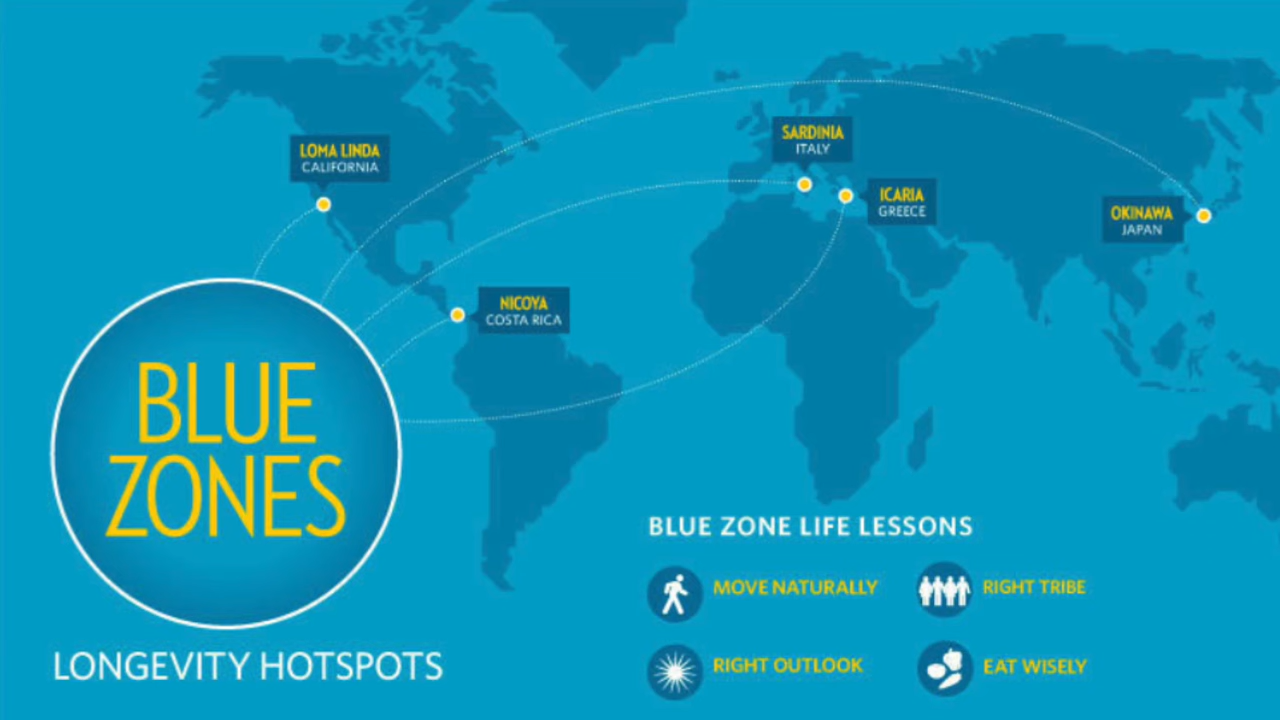 LOMA LINDA
CALIFORNIA
SARDINIA
ITALY
ICARIA
GREECE
OKINAWA
JAPAN
NICOYA
COSTA RICA
BLUE
ZONES
LONGEVITY HOTSPOTS
BLUE ZONE LIFE LESSONS
MOVE NATURALLY
RIGHT TRIBE
RIGHT OUTLOOK
EAT WISELY